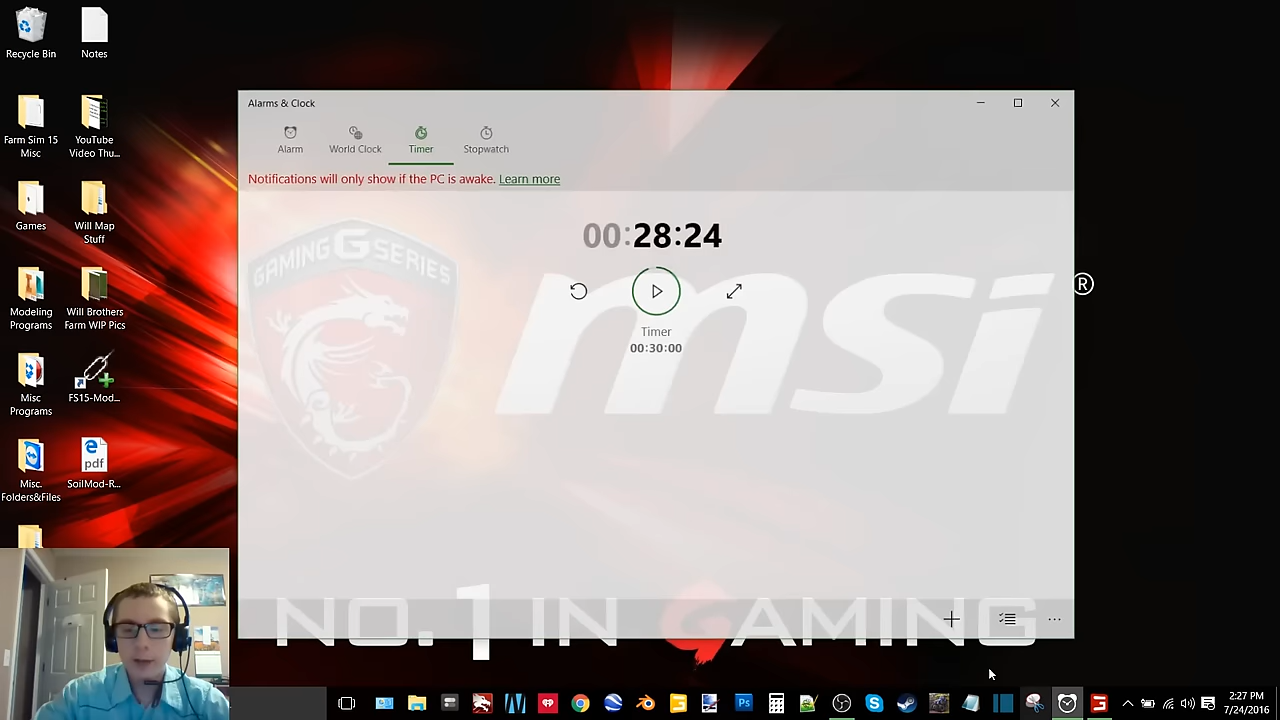 Recycle Bin
Notes
Farm Sim 15
Misc
YouTube
Video Thu...
Games
Will Map
Stuff
Modeling
Programs
Will Brothers
Farm WIP Pics
Misc
Programs
FS15-Mod...
Misc.
Folders&Files
pdf
SoilMod-R...
Alarms & Clock
Alarm
World Clock
Timer
Stopwatch
Notifications will only show if the PC is awake. Learn more
00:28:24
Timer
00:30:00
GAMING G SERIES
msi ®
NO.1 IN GAMING
Ps
2:27 PM
7/24/2016